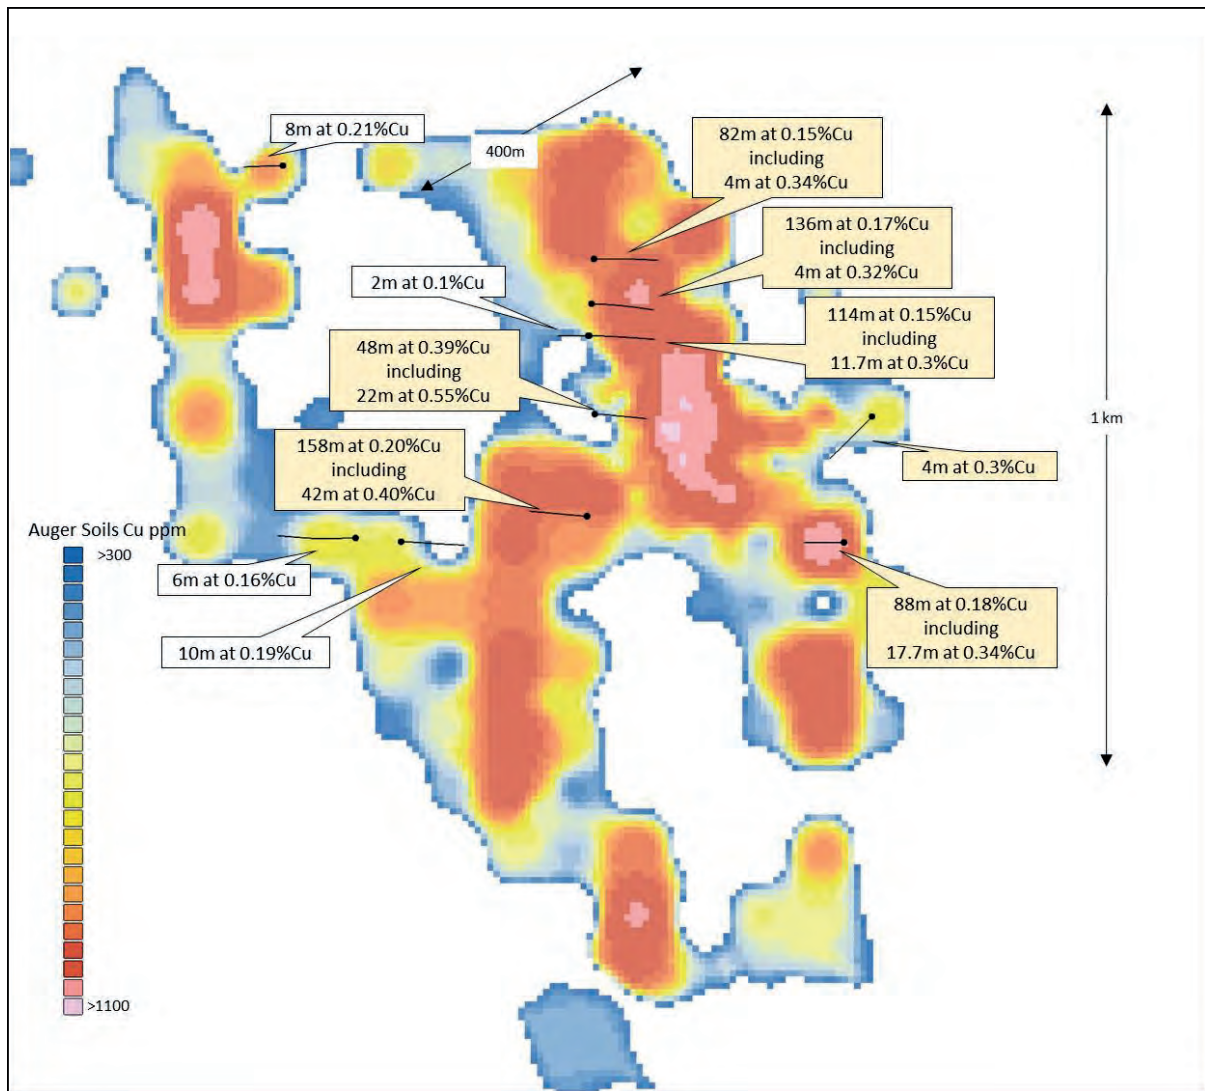 8m at 0.21%Cu
400m
82m at 0.15%Cu
including
4m at 0.34%Cu
136m at 0.17%Cu
including
4m at 0.32%Cu
2m at 0.1%Cu
114m at 0.15%Cu
including
11.7m at 0.3%Cu
48m at 0.39%Cu
including
22m at 0.55%Cu
1 km
158m at 0.20%Cu
including
42m at 0.40%Cu
4m at 0.3%Cu
Auger Soils Cu ppm
>300
6m at 0.16%Cu
10m at 0.19%Cu
88m at 0.18%Cu
including
17.7m at 0.34%Cu
>1100